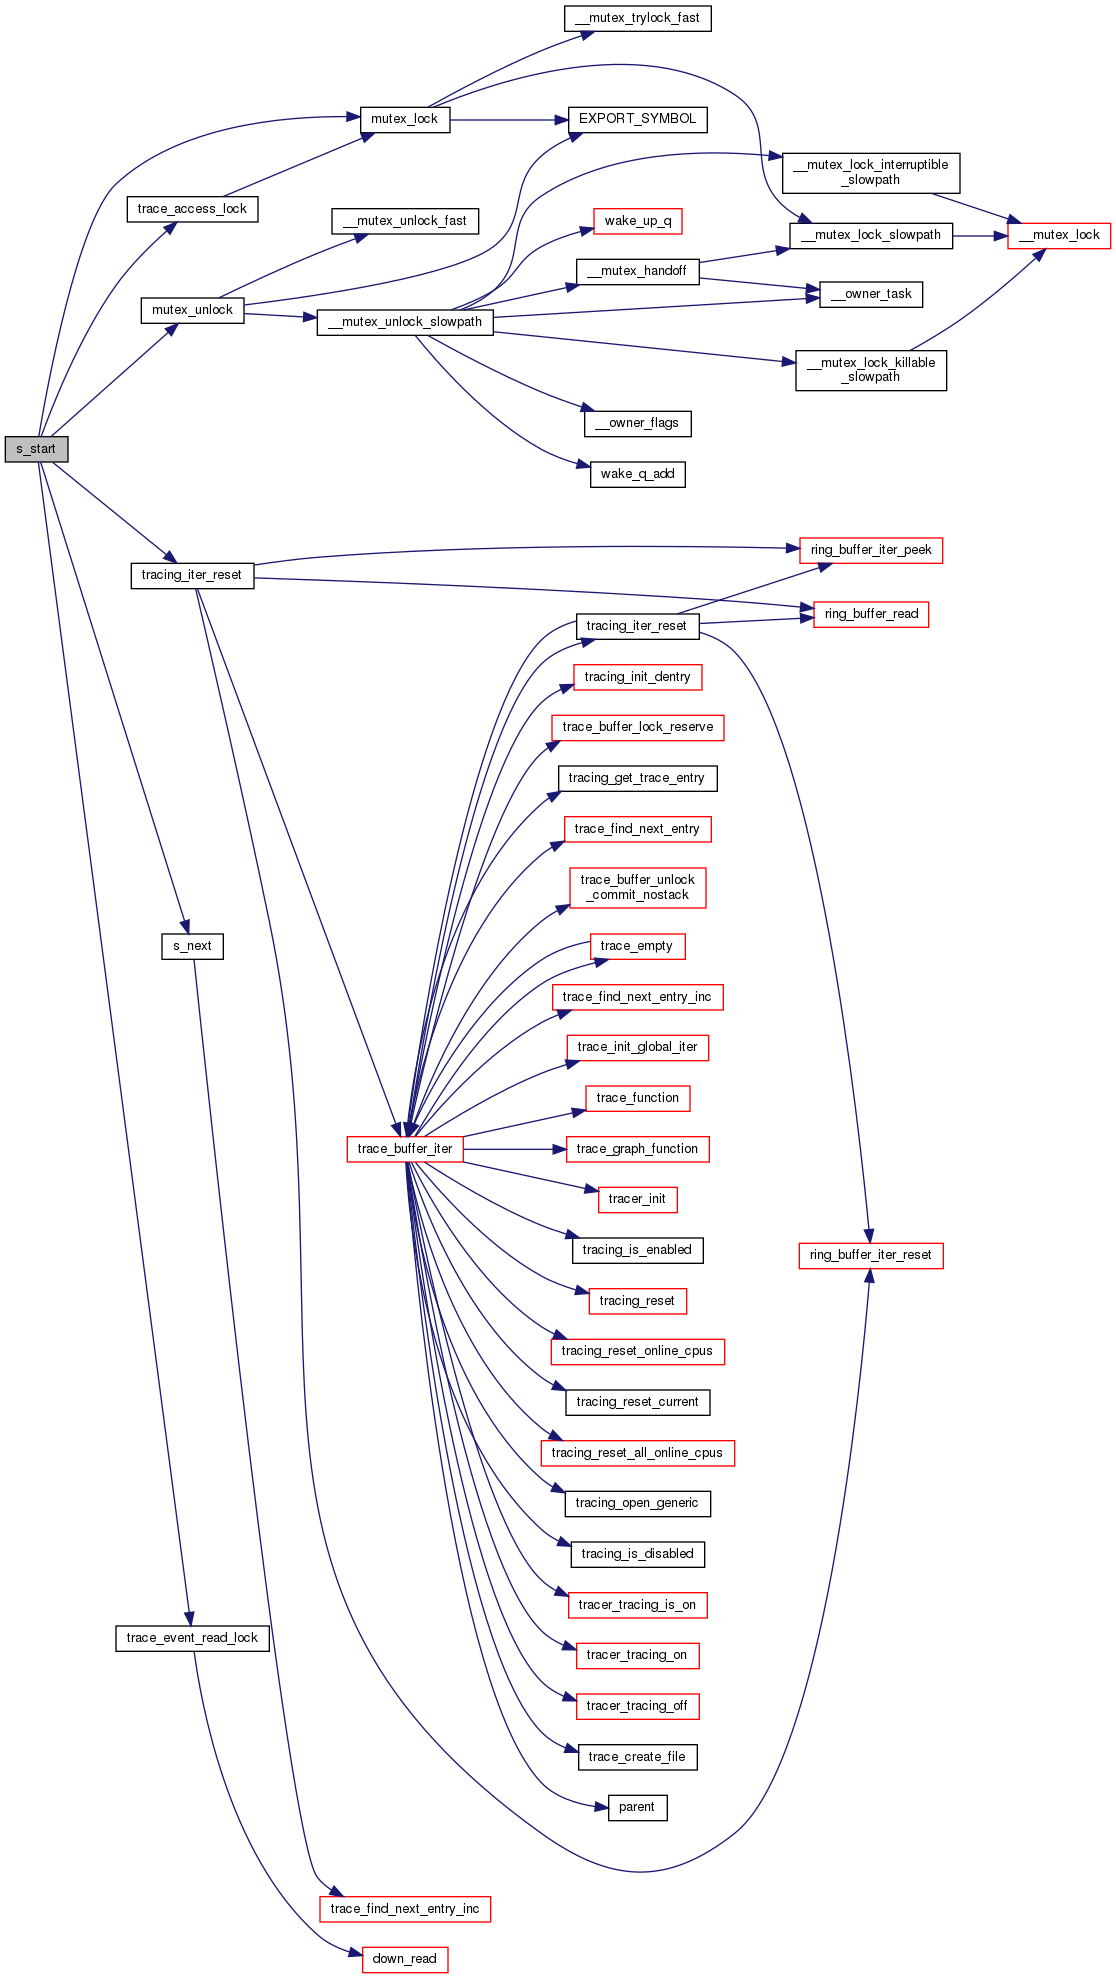 __mutex_trylock_fast
mutex_lock
EXPORT_SYMBOL
__mutex_lock_interruptible
_slowpath
trace_access_lock
__mutex_unlock_fast
wake_up_q
__mutex_lock_slowpath
__mutex_lock
__mutex_handoff
__owner_task
mutex_unlock
__mutex_unlock_slowpath
__mutex_lock_killable
_slowpath
__owner_flags
s_start
wake_q_add
ring_buffer_iter_peek
tracing_iter_reset
ring_buffer_read
tracing_iter_reset
tracing_init_dentry
trace_buffer_lock_reserve
tracing_get_trace_entry
trace_find_next_entry
trace_buffer_unlock
_commit_nostack
s_next
trace_empty
trace_find_next_entry_inc
trace_init_global_iter
trace_function
trace_buffer_iter
trace_graph_function
tracer_init
tracing_is_enabled
ring_buffer_iter_reset
tracing_reset
tracing_reset_online_cpus
tracing_reset_current
tracing_reset_all_online_cpus
tracing_open_generic
tracing_is_disabled
tracer_tracing_is_on
trace_event_read_lock
tracer_tracing_on
tracer_tracing_off
trace_create_file
parent
trace_find_next_entry_inc
down_read